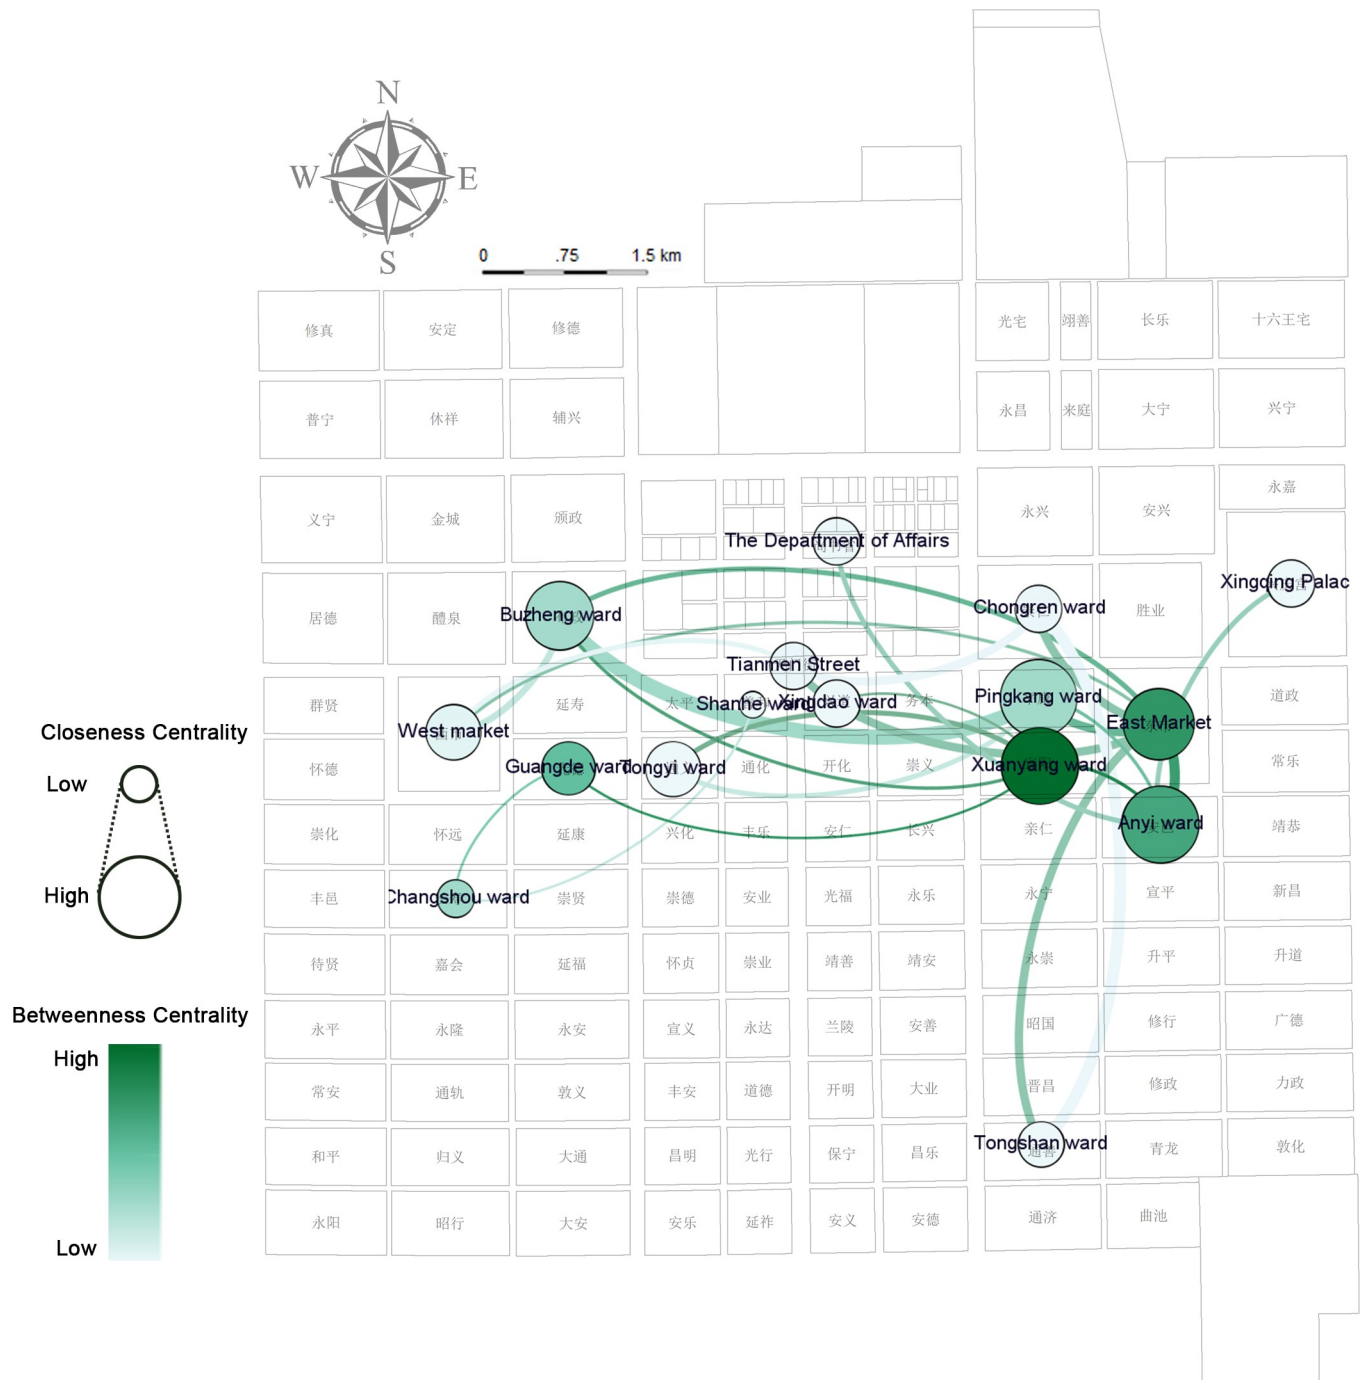 N
W E
S
0 .75 1.5 km
修真 安定 修德 光宅 翊善 长乐 十六王宅
普宁 休祥 辅兴 永昌 来庭 大宁 兴宁
永嘉
义宁 金城 颁政 永兴 安兴
The Department of Affairs
Xingqing Palac
居德 醴泉 Buzheng ward Chongren ward 胜业
Tianmen Street
群贤 延寿 太平 Shanhe ward Xingdao ward 务本 Pingkang ward 道政
West market East Market
Closeness Centrality
Low
High
怀德 Guangde ward Tongyi ward 通化 开化 崇义 Xuanyang ward 常乐
崇化 怀远 延康 兴化 丰乐 安仁 长兴 亲仁 Anyi ward 靖恭
丰邑 Changshou ward 崇贤 崇德 安业 光福 永乐 永宁 宣平 新昌
待贤 嘉会 延福 怀贞 崇业 靖善 靖安 永崇 升平 升道
Betweenness Centrality
High
Low
永平 永隆 永安 宣义 永达 兰陵 安善 昭国 修行 广德
常安 通轨 敦义 丰安 道德 开明 大业 晋昌 修政 力政
和平 归义 大通 昌明 光行 保宁 昌乐 Tongshan ward 通善 青龙 敦化
永阳 昭行 大安 安乐 延祚 安义 安德 通济 曲池